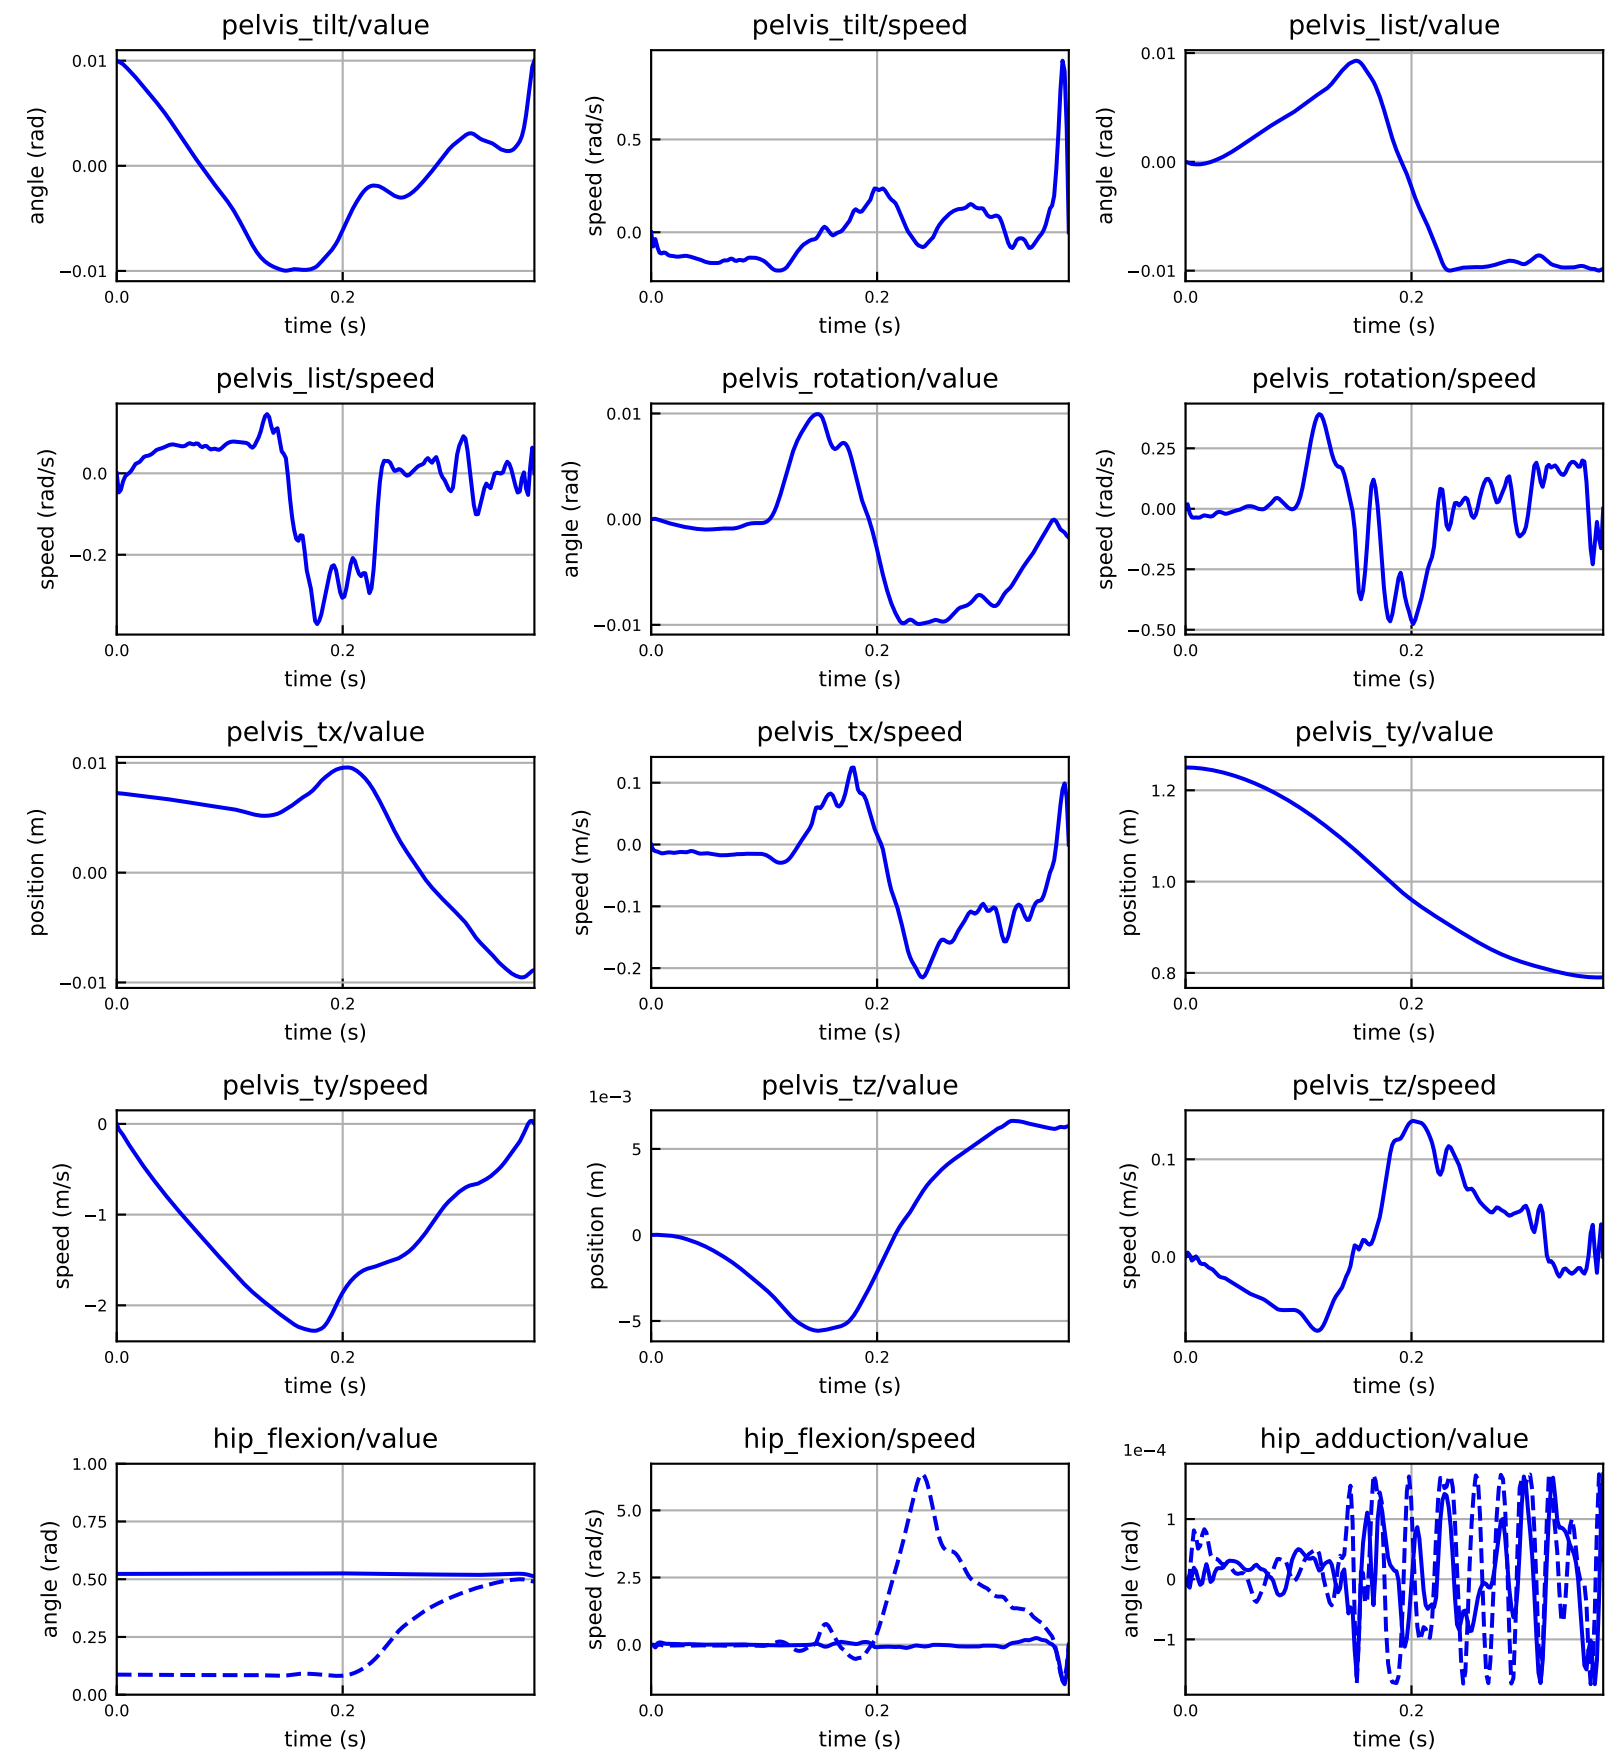 pelvis_tilt/value
angle (rad)
0.01
0.00
−0.01
0.0
0.2
time (s)
pelvis_tilt/speed
speed (rad/s)
0.5
0.0
0.0
0.2
time (s)
pelvis_list/value
angle (rad)
0.01
0.00
−0.01
0.0
0.2
time (s)
pelvis_list/speed
speed (rad/s)
0.0
−0.2
0.0
0.2
time (s)
pelvis_rotation/value
angle (rad)
0.01
0.00
−0.01
0.0
0.2
time (s)
pelvis_rotation/speed
speed (rad/s)
0.25
0.00
−0.25
−0.50
0.0
0.2
time (s)
pelvis_tx/value
position (m)
0.01
0.00
−0.01
0.0
0.2
time (s)
pelvis_tx/speed
speed (m/s)
0.1
0.0
−0.1
−0.2
0.0
0.2
time (s)
pelvis_ty/value
position (m)
1.2
1.0
0.8
0.0
0.2
time (s)
pelvis_ty/speed
speed (m/s)
0
−1
−2
0.0
0.2
time (s)
pelvis_tz/value
1e−3
position (m)
5
0
−5
0.0
0.2
time (s)
pelvis_tz/speed
speed (m/s)
0.1
0.0
0.0
0.2
time (s)
hip_flexion/value
angle (rad)
1.00
0.75
0.50
0.25
0.00
0.0
0.2
time (s)
hip_flexion/speed
speed (rad/s)
5.0
2.5
0.0
0.0
0.2
time (s)
hip_adduction/value
1e−4
angle (rad)
1
0
−1
0.0
0.2
time (s)